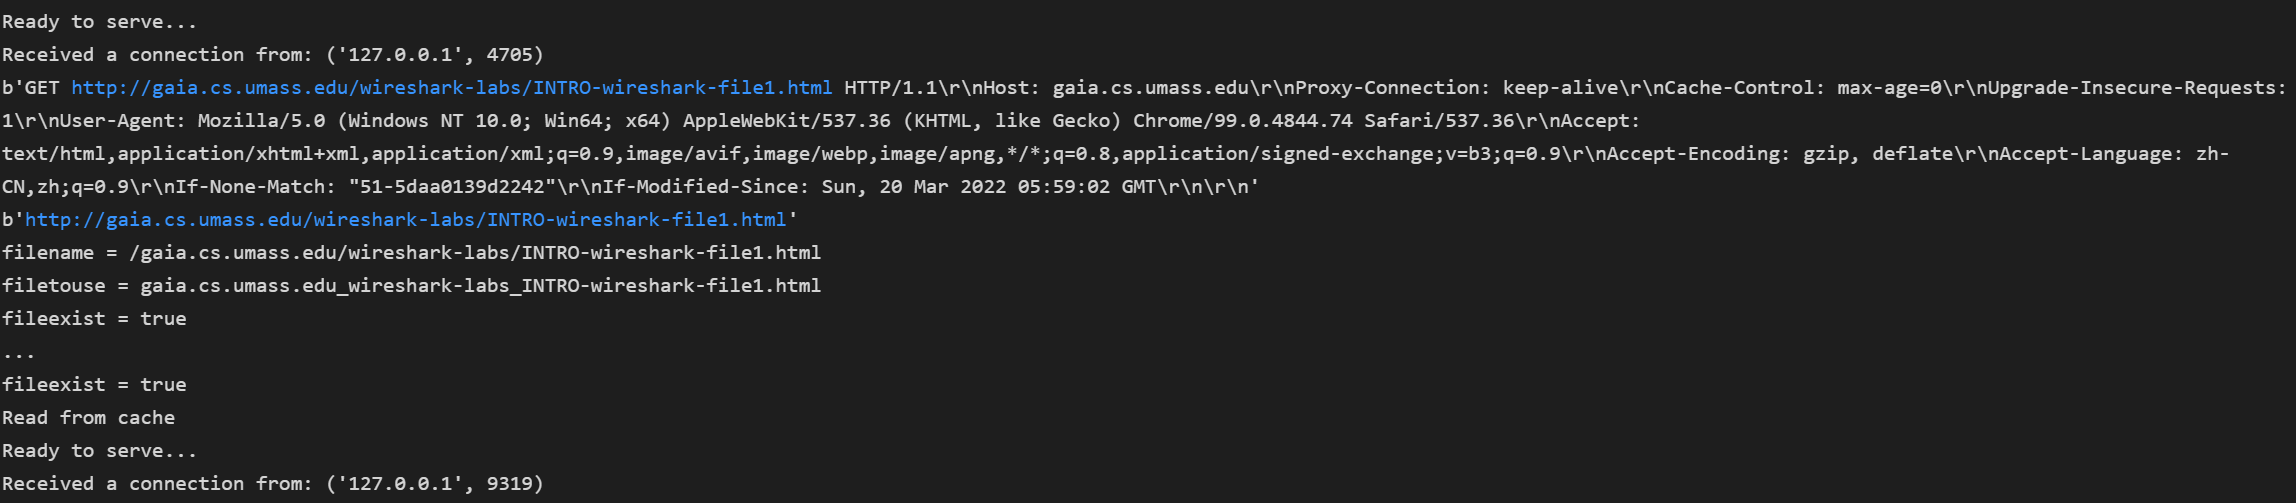 Ready to serve...
Received a connection from: ('127.0.0.1', 4705)
b'GET http://gaia.cs.umass.edu/wireshark-labs/INTRO-wireshark-file1.html HTTP/1.1\r\nHost: gaia.cs.umass.edu\r\nProxy-Connection: keep-alive\r\nCache-Control: max-age=0\r\nUpgrade-Insecure-Requests:
1\r\nUser-Agent: Mozilla/5.0 (Windows NT 10.0; Win64; x64) AppleWebKit/537.36 (KHTML, like Gecko) Chrome/99.0.4844.74 Safari/537.36\r\nAccept:
text/html,application/xhtml+xml,application/xml;q=0.9,image/avif,image/webp,image/apng,*/*;q=0.8,application/signed-exchange;v=b3;q=0.9\r\nAccept-Encoding: gzip, deflate\r\nAccept-Language: zh-
CN,zh;q=0.9\r\nIf-None-Match: "51-5daa0139d2242"\r\nIf-Modified-Since: Sun, 20 Mar 2022 05:59:02 GMT\r\n\r\n'
b'http://gaia.cs.umass.edu/wireshark-labs/INTRO-wireshark-file1.html'
filename = /gaia.cs.umass.edu/wireshark-labs/INTRO-wireshark-file1.html
filetouse = gaia.cs.umass.edu_wireshark-labs_INTRO-wireshark-file1.html
fileexist = true
...
fileexist = true
Read from cache
Ready to serve...
Received a connection from: ('127.0.0.1', 9319)